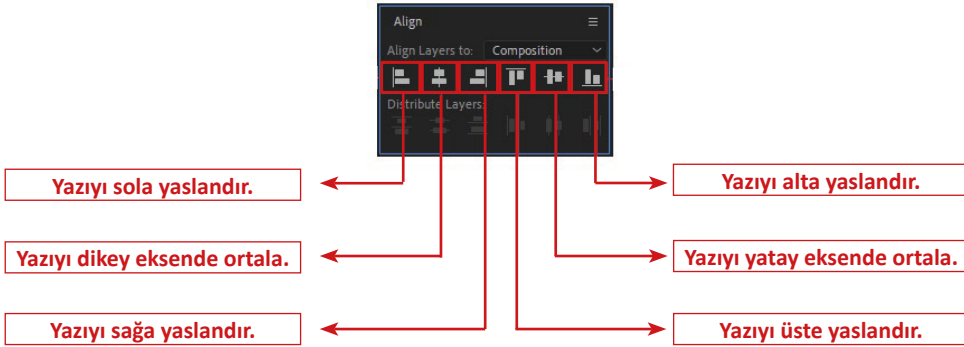 Align
Align Layers to: Composition
Distribute Layers:
Yazıyı sola yaslandır.
Yazıyı alta yaslandır.
Yazıyı dikey eksende ortala.
Yazıyı yatay eksende ortala.
Yazıyı sağa yaslandır.
Yazıyı üste yaslandır.